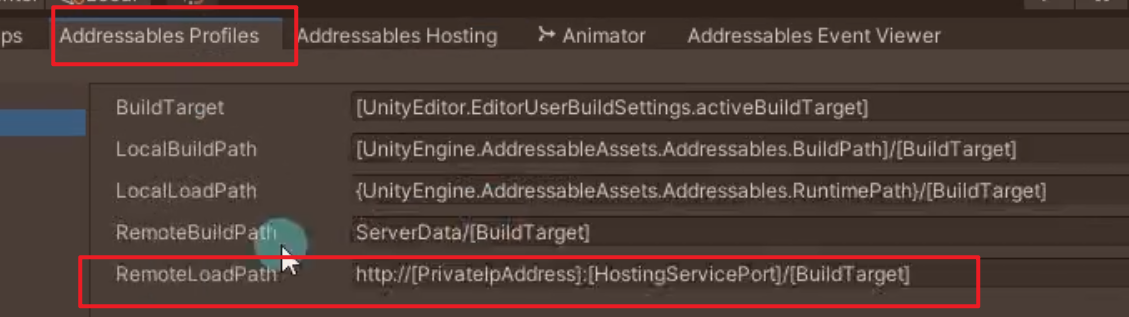 ps Addressables Profiles Addressables Hosting Animator Addressables Event Viewer
BuildTarget [UnityEditor.EditorUserBuildSettings.activeBuildTarget]
LocalBuildPath [UnityEngine.AddressableAssets.Addressables.BuildPath]/[BuildTarget]
LocalLoadPath {UnityEngine.AddressableAssets.Addressables.RuntimePath}/[BuildTarget]
RemoteBuildPath ServerData/[BuildTarget]
RemoteLoadPath http://[PrivateIpAddress]:[HostingServicePort]/[BuildTarget]